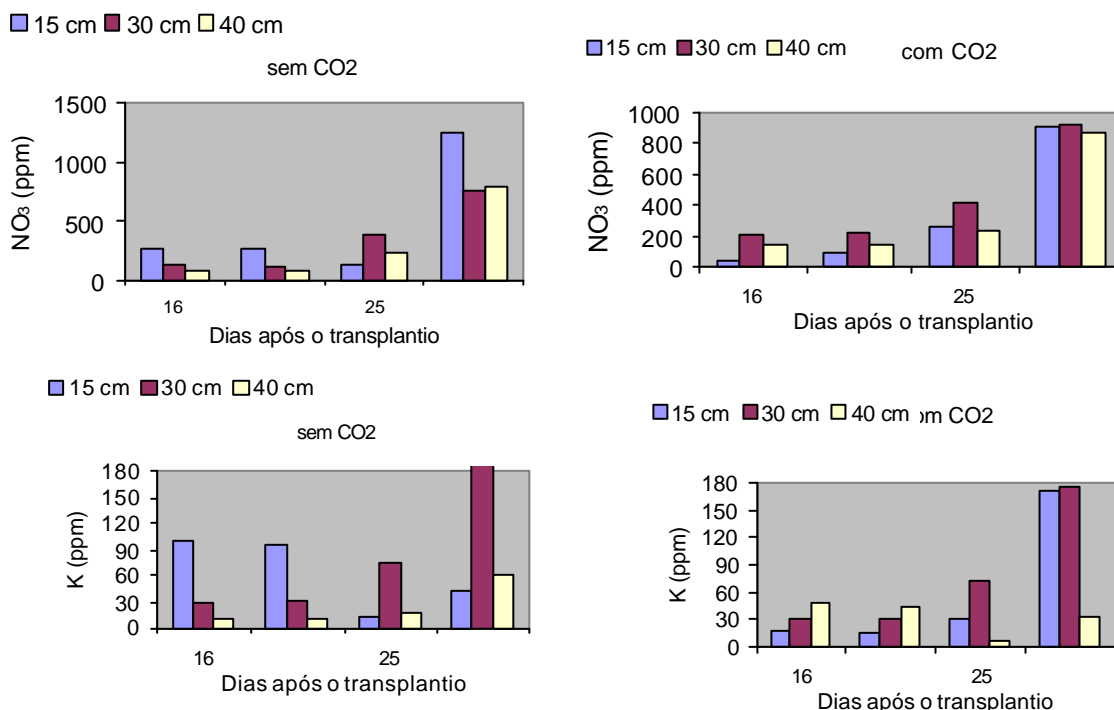 15 cm 30 cm 40 cm
sem CO2
1500
1000
500
0
NO3 (ppm)
16 25
Dias após o transplantio
15 cm 30 cm 40 cm
com CO2
1000
800
600
400
200
0
NO3 (ppm)
16 25
Dias após o transplantio
15 cm 30 cm 40 cm
sem CO2
180
150
120
90
60
30
0
K (ppm)
16 25
Dias após o transplantio
15 cm 30 cm 40 cm
om CO2
180
150
120
90
60
30
0
K (ppm)
16 25
Dias após o transplantio